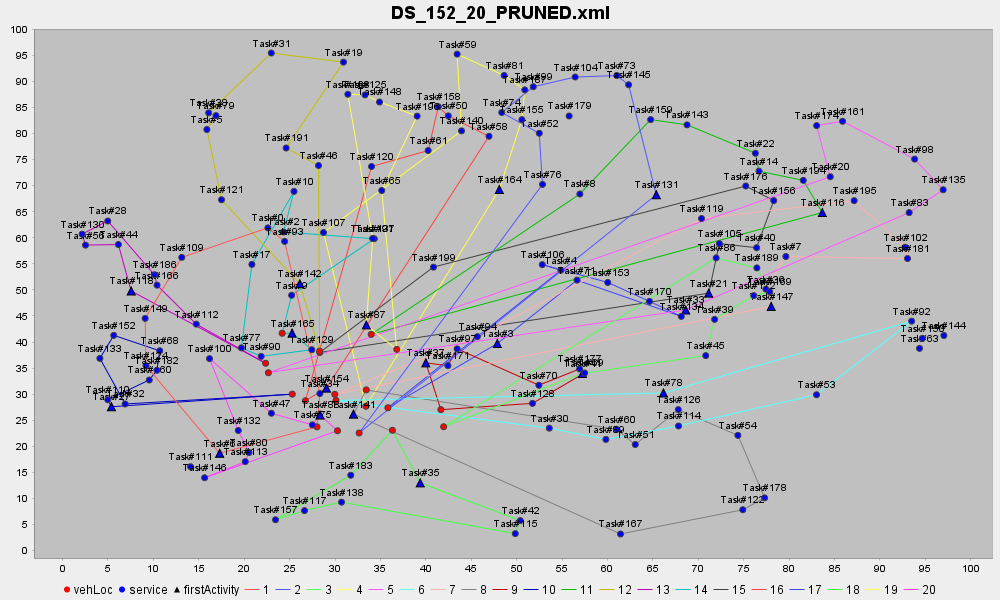 DS_152_20_PRUNED.xml
100
95
90
85
80
75
70
65
60
55
50
45
40
35
30
25
20
15
10
5
0
Task#31
Task#19
Task#59
Task#81
Task#99
Task#104
Task#73
Task#145
Task#148
Task#158
Task#50
Task#74
Task#155
Task#179
Task#79
Task#5
Task#140
Task#58
Task#52
Task#159
Task#143
Task#174
Task#161
Task#191
Task#61
Task#46
Task#120
Task#22
Task#14
Task#98
Task#121
Task#10
Task#65
Task#164
Task#76
Task#8
Task#131
Task#176
Task#194
Task#20
Task#135
Task#156
Task#195
Task#28
Task#130
Task#44
Task#2
Task#93
Task#107
Task#119
Task#116
Task#83
Task#109
Task#17
Task#199
Task#106
Task#4
Task#153
Task#105
Task#40
Task#86
Task#189
Task#7
Task#102
Task#181
Task#186
Task#166
Task#118
Task#142
Task#9
Task#170
Task#33
Task#134
Task#21
Task#147
Task#149
Task#112
Task#87
Task#39
Task#92
Task#144
Task#63
Task#152
Task#165
Task#129
Task#94
Task#97
Task#3
Task#171
Task#77
Task#90
Task#68
Task#133
Task#182
Task#60
Task#100
Task#177
Task#45
Task#70
Task#128
Task#154
Task#78
Task#53
Task#110
Task#32
Task#47
Task#75
Task#141
Task#126
Task#114
Task#30
Task#60
Task#51
Task#54
Task#132
Task#80
Task#113
Task#111
Task#146
Task#183
Task#35
Task#138
Task#117
Task#157
Task#42
Task#115
Task#167
Task#178
Task#122
0 5 10 15 20 25 30 35 40 45 50 55 60 65 70 75 80 85 90 95 100
vehLoc service firstActivity 1 2 3 4 5 6 7 8 9 10 11 12 13 14 15 16 17 18 19 20